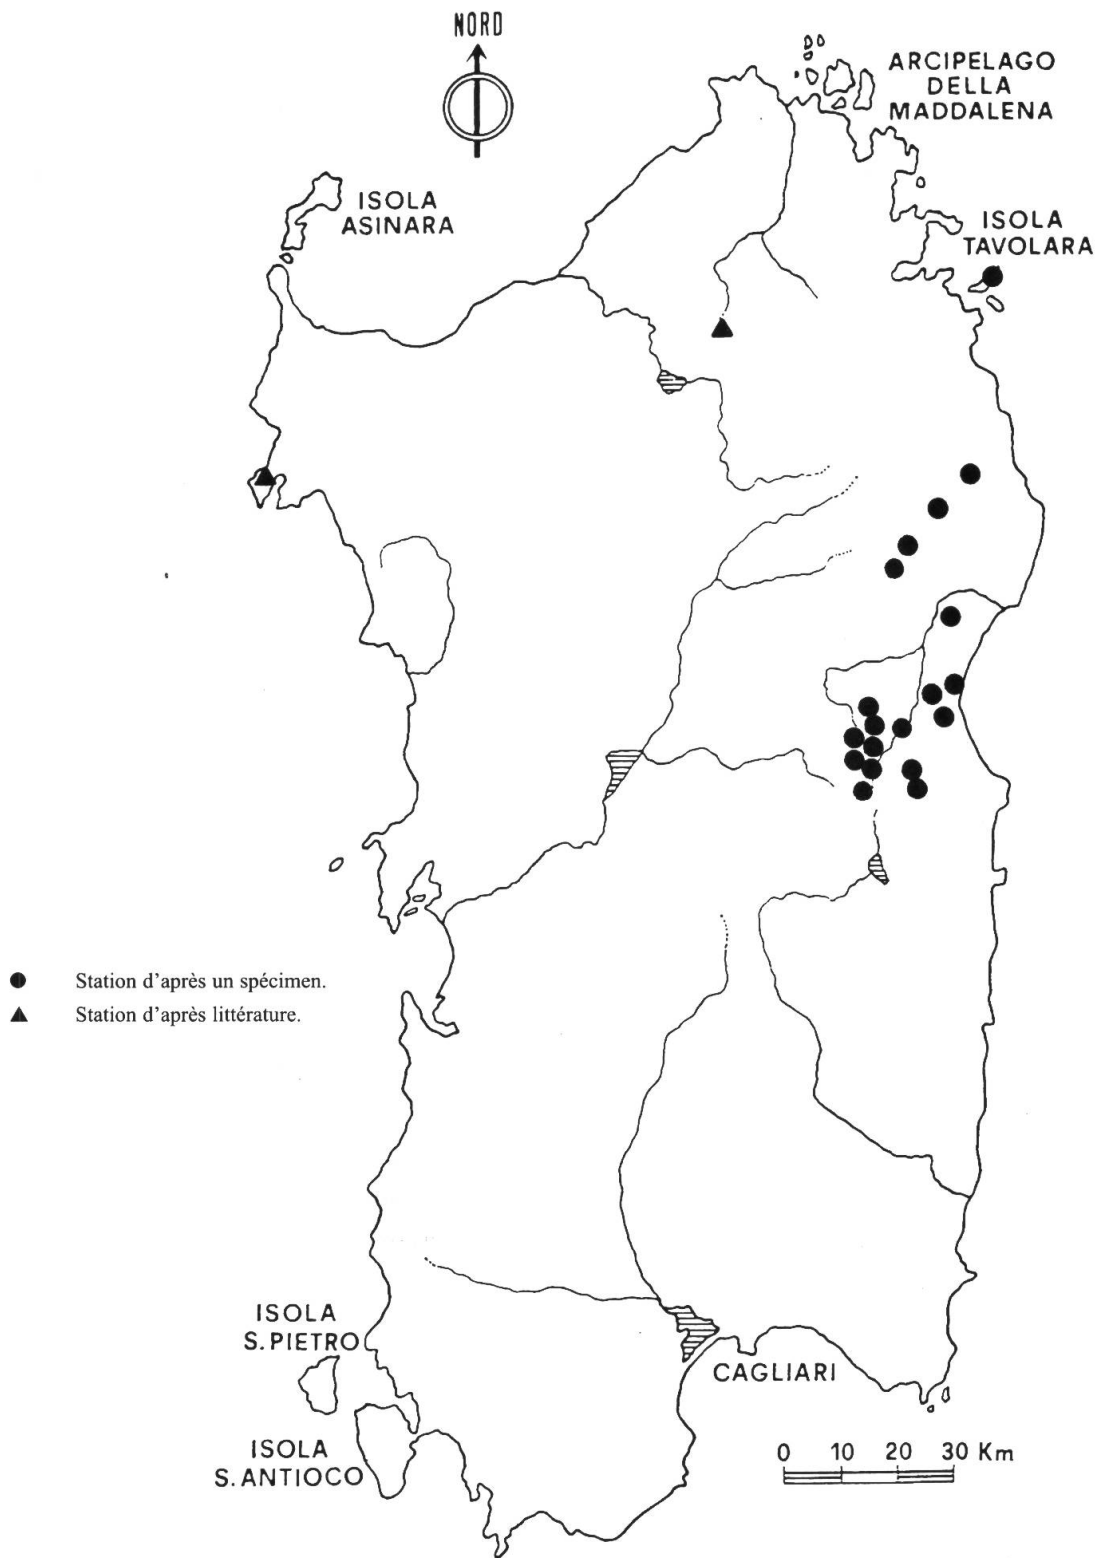 NORD
ARCIPELAGO
DELLA
MADDALENA
ISOLA
ASINARA
ISOLA
TAVOLARA
Station d'après un spécimen.
Station d'après littérature.
ISOLA
S.PIETRO
CAGLIARI
ISOLA
S.ANTIOCO
0 10 20 30 Km